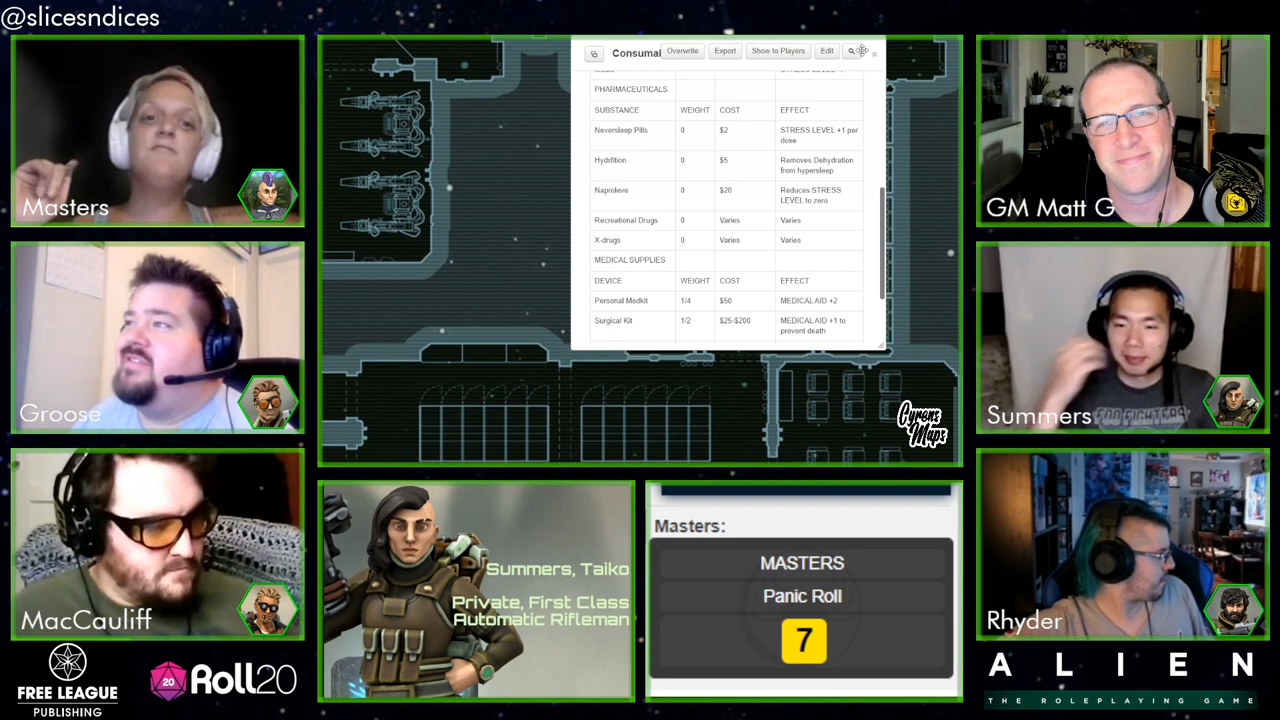 @slicesndices
Masters
Groose
MacCauliff
FREE LEAGUE
PUBLISHING
20
Roll20
Consumal
Overwrite
Export
Show to Players
Edit
PHARMACEUTICALS
SUBSTANCE WEIGHT COST EFFECT
Neversleep Pills 0 $2 STRESS LEVEL +1 per
dose
Hydr8tion 0 $5 Removes Dehydration
from hypersleep
Naproleve 0 $20 Reduces STRESS
LEVEL to zero
Recreational Drugs 0 Varies Varies
X-drugs 0 Varies Varies
MEDICAL SUPPLIES
DEVICE WEIGHT COST EFFECT
Personal Medkit 1/4 $50 MEDICAL AID +2
Surgical Kit 1/2 $25-$200 MEDICAL AID +1 to
prevent death
Cyrens
Maps
Summers, Taiko
Private, First Class
Automatic Rifleman
Masters:
MASTERS
Panic Roll
7
GM Matt G
Summers
FOO FIGHTERS
Rhyder
ALIEN
THE ROLEPLAYING GAME